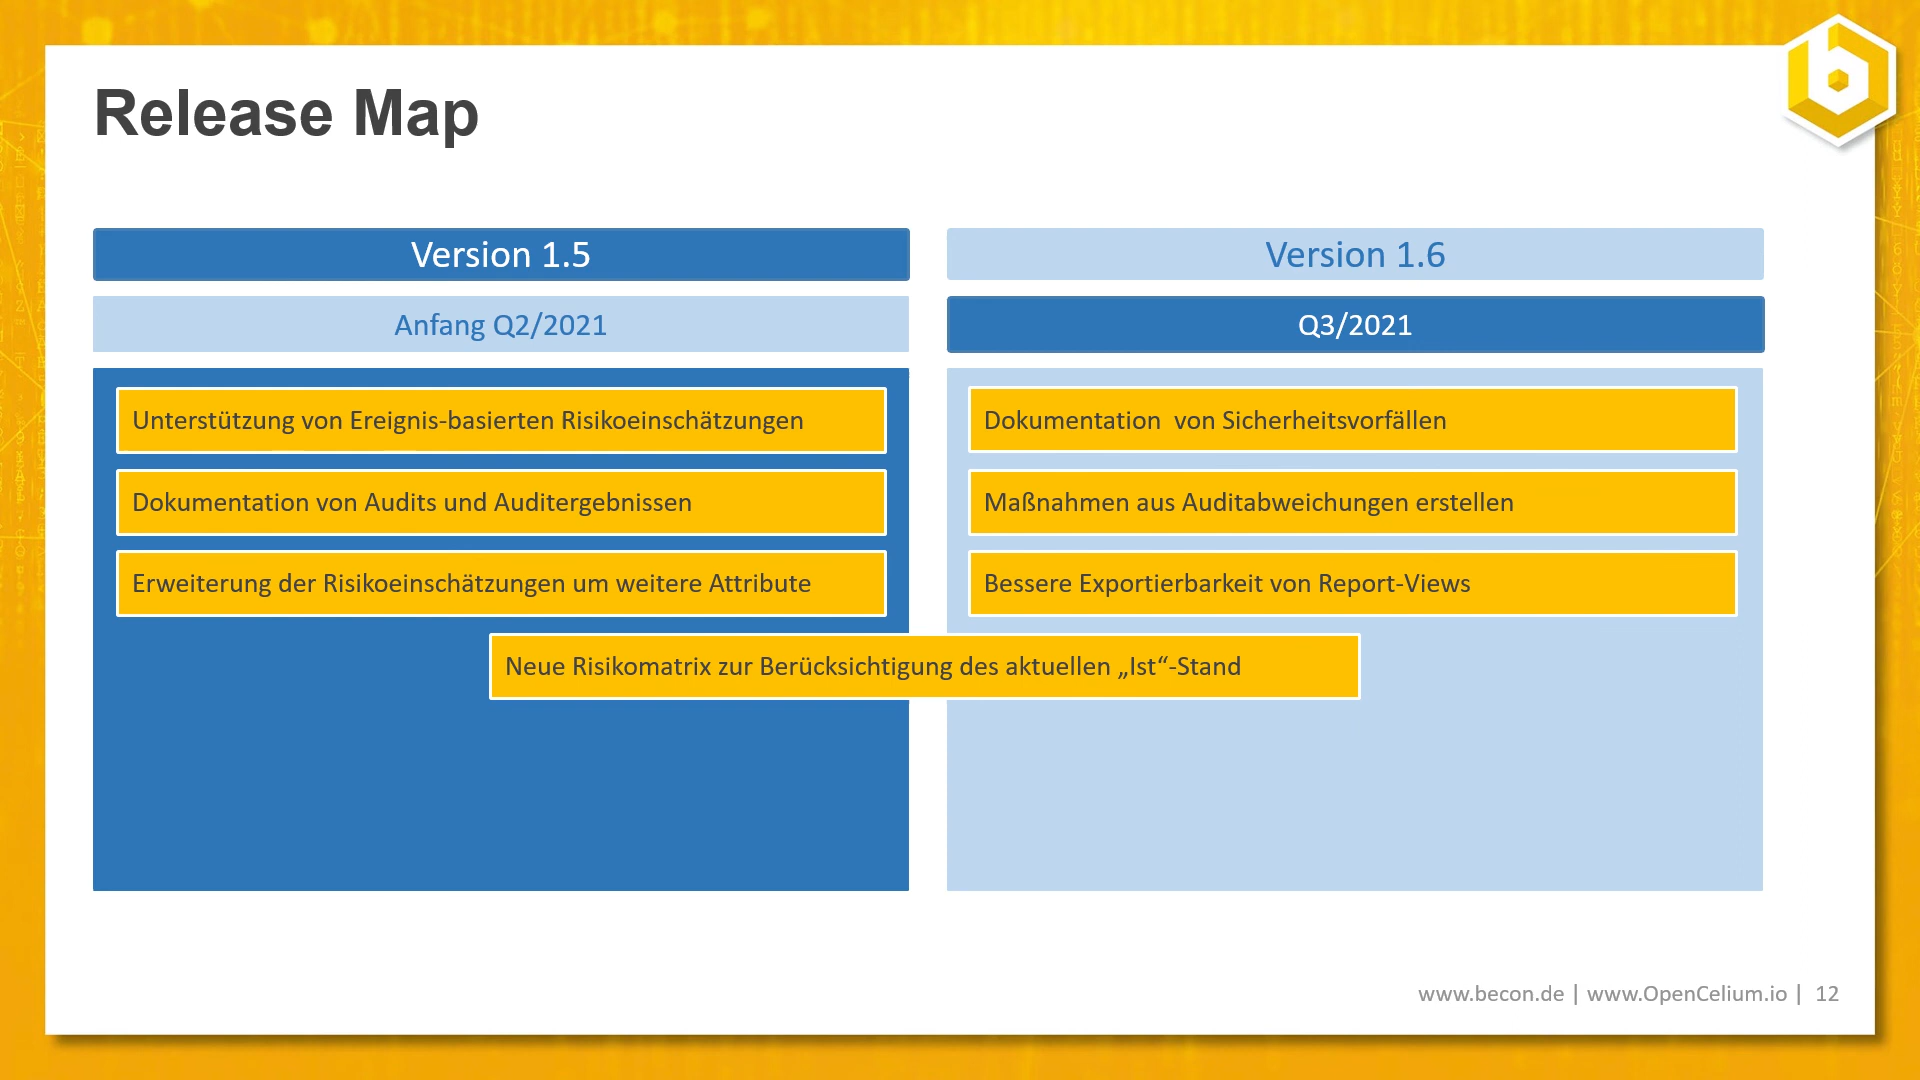 Release Map
Version 1.5
Anfang Q2/2021
Unterstützung von Ereignis-basierten Risikoeinschätzungen
Dokumentation von Audits und Auditergebnissen
Erweiterung der Risikoeinschätzungen um weitere Attribute
Version 1.6
Q3/2021
Dokumentation  von Sicherheitsvorfällen
Maßnahmen aus Auditabweichungen erstellen
Bessere Exportierbarkeit von Report-Views
Neue Risikomatrix zur Berücksichtigung des aktuellen „Ist“-Stand
www.becon.de | www.OpenCelium.io | 12